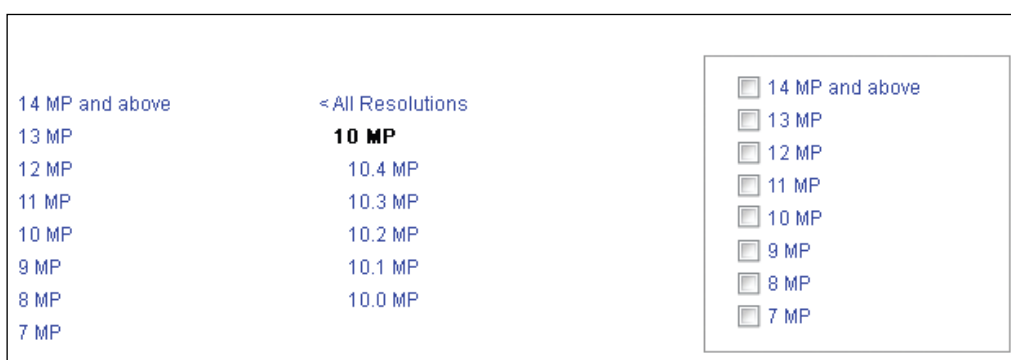 14 MP and above
13 MP
12 MP
11 MP
10 MP
9 MP
8 MP
7 MP
< All Resolutions
10 MP
10.4 MP
10.3 MP
10.2 MP
10.1 MP
10.0 MP
14 MP and above
13 MP
12 MP
11 MP
10 MP
9 MP
8 MP
7 MP